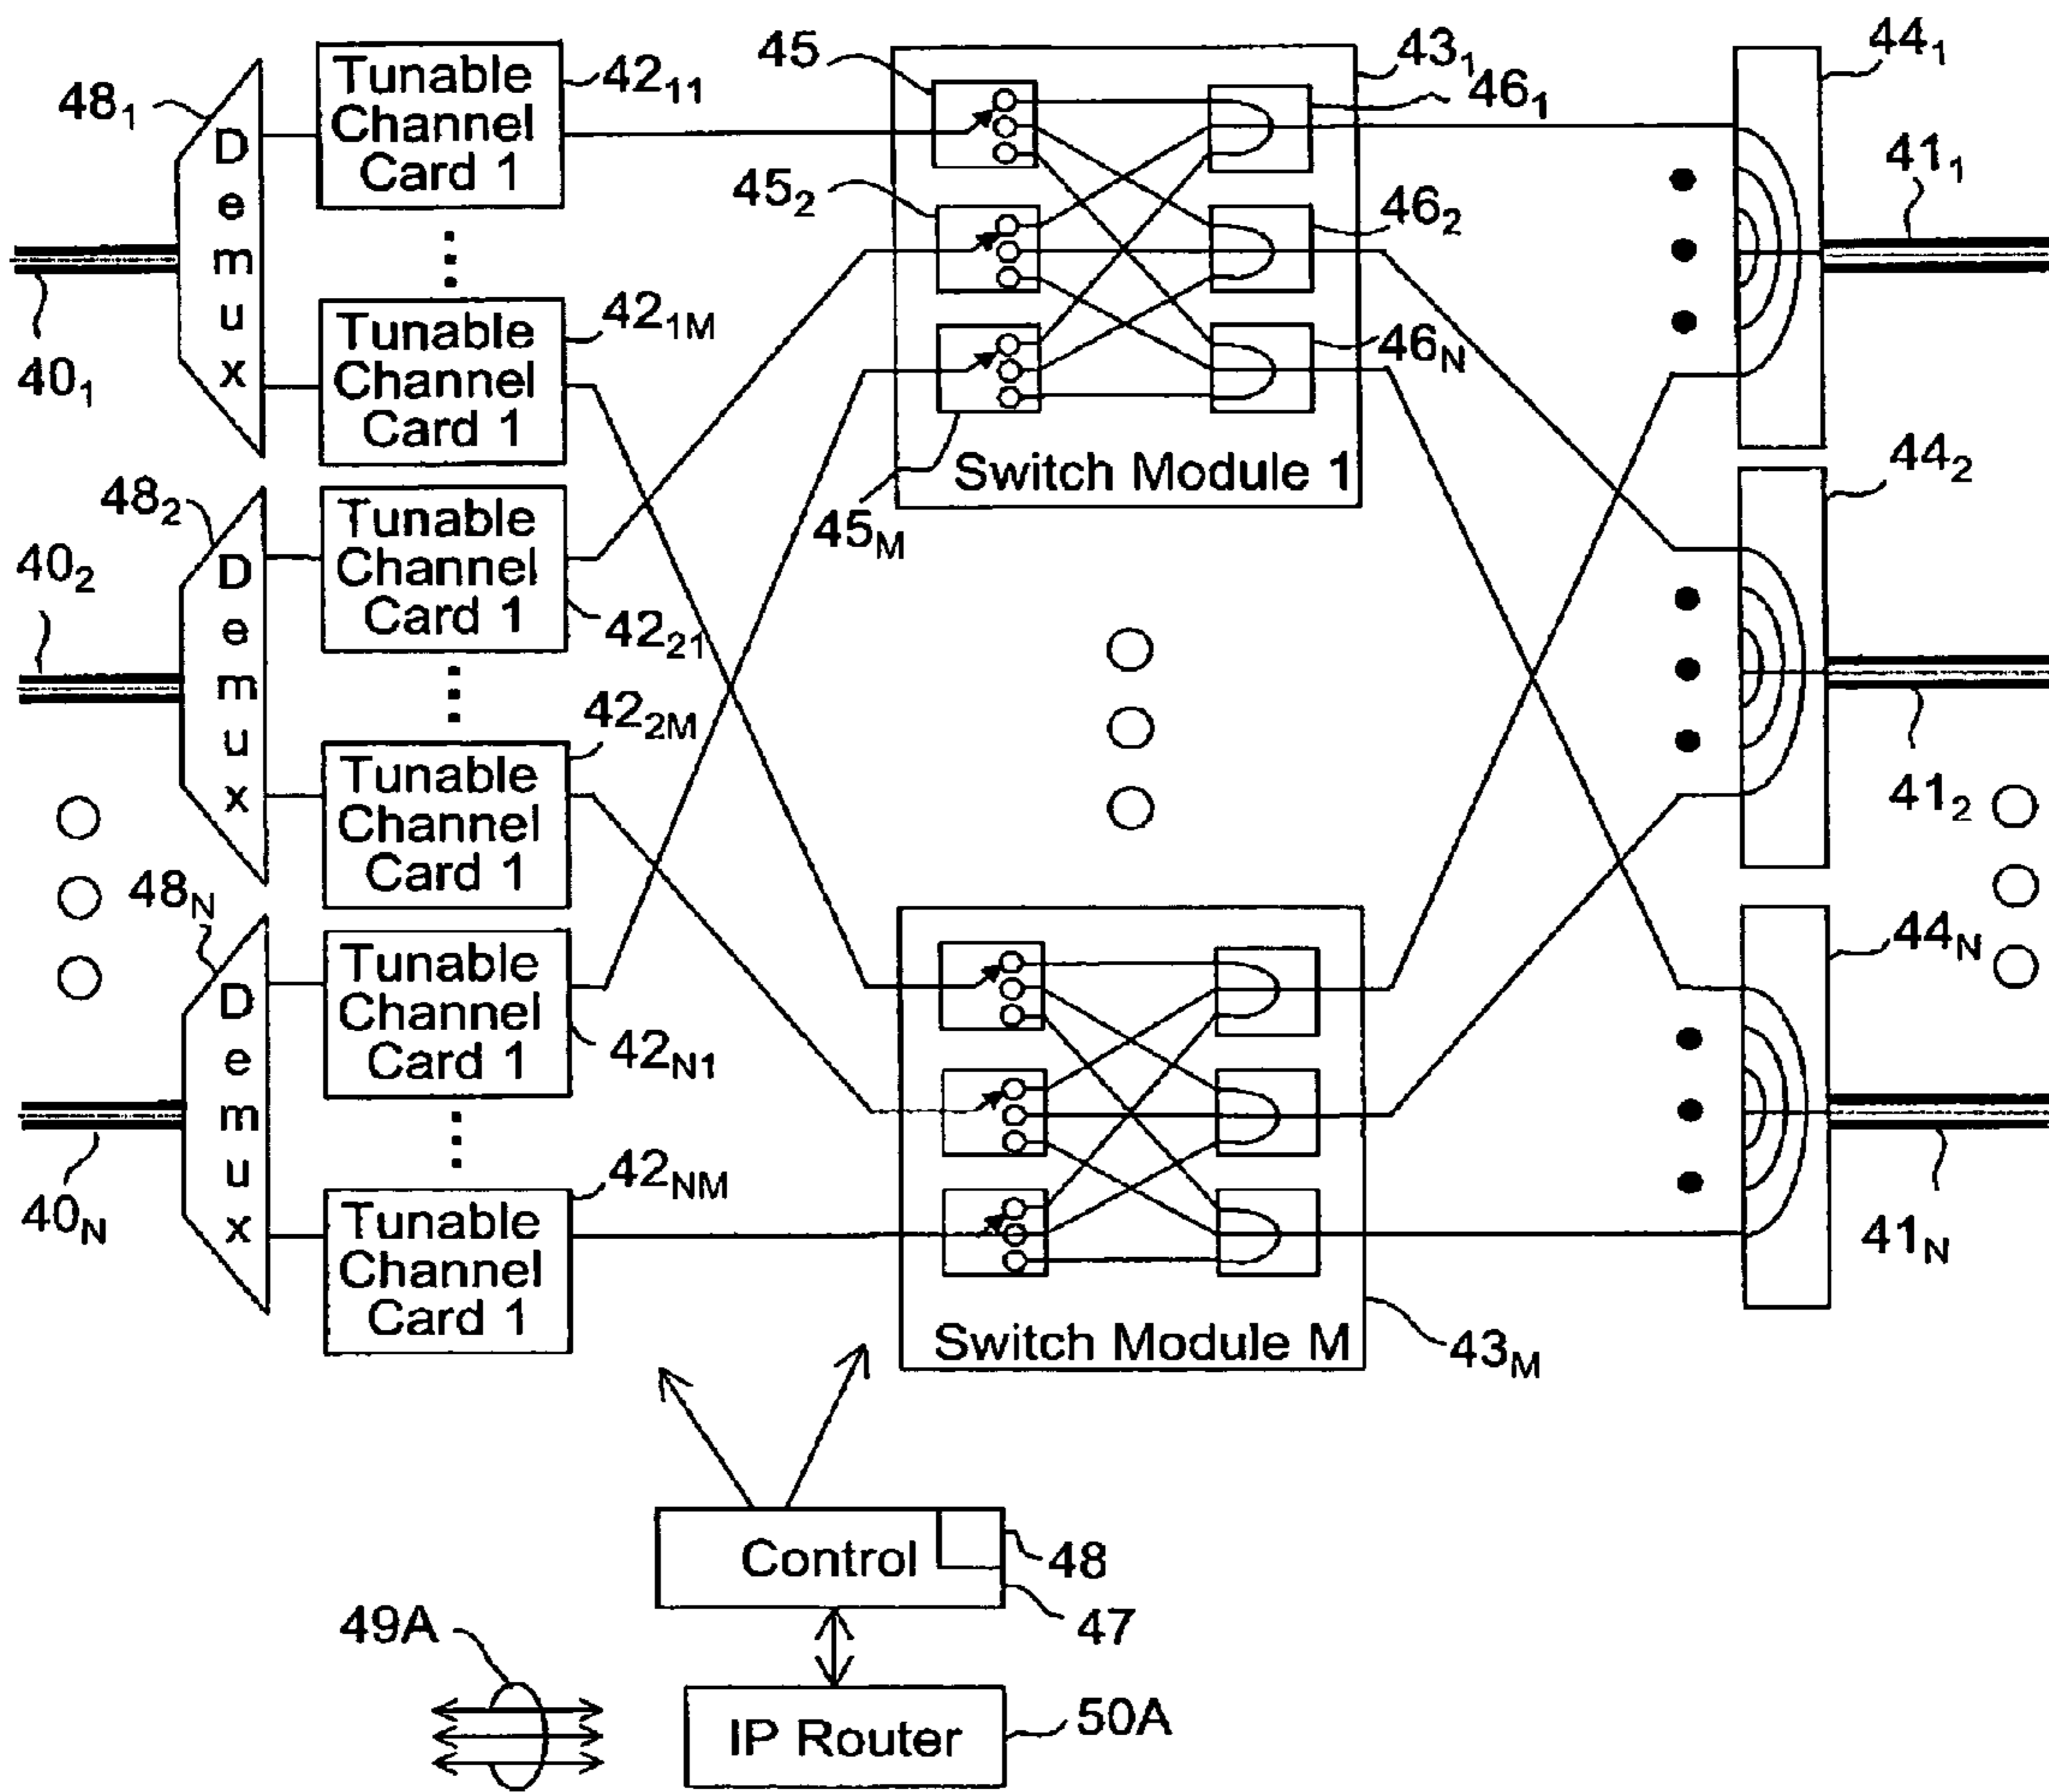 48₁
Demux
40₁
Tunable
Channel
Card 1
42₁₁
Tunable
Channel
Card 1
42₁M
45
45₂
45M
46₁
46₂
46N
Switch Module 1
43₁
44₁
41₁
48₂
Demux
40₂
Tunable
Channel
Card 1
42₂₁
Tunable
Channel
Card 1
42₂M
44₂
41₂
48N
Demux
40N
Tunable
Channel
Card 1
42N1
Tunable
Channel
Card 1
42NM
Switch Module M
43M
44N
41N
Control
48
47
49A
IP Router
50A